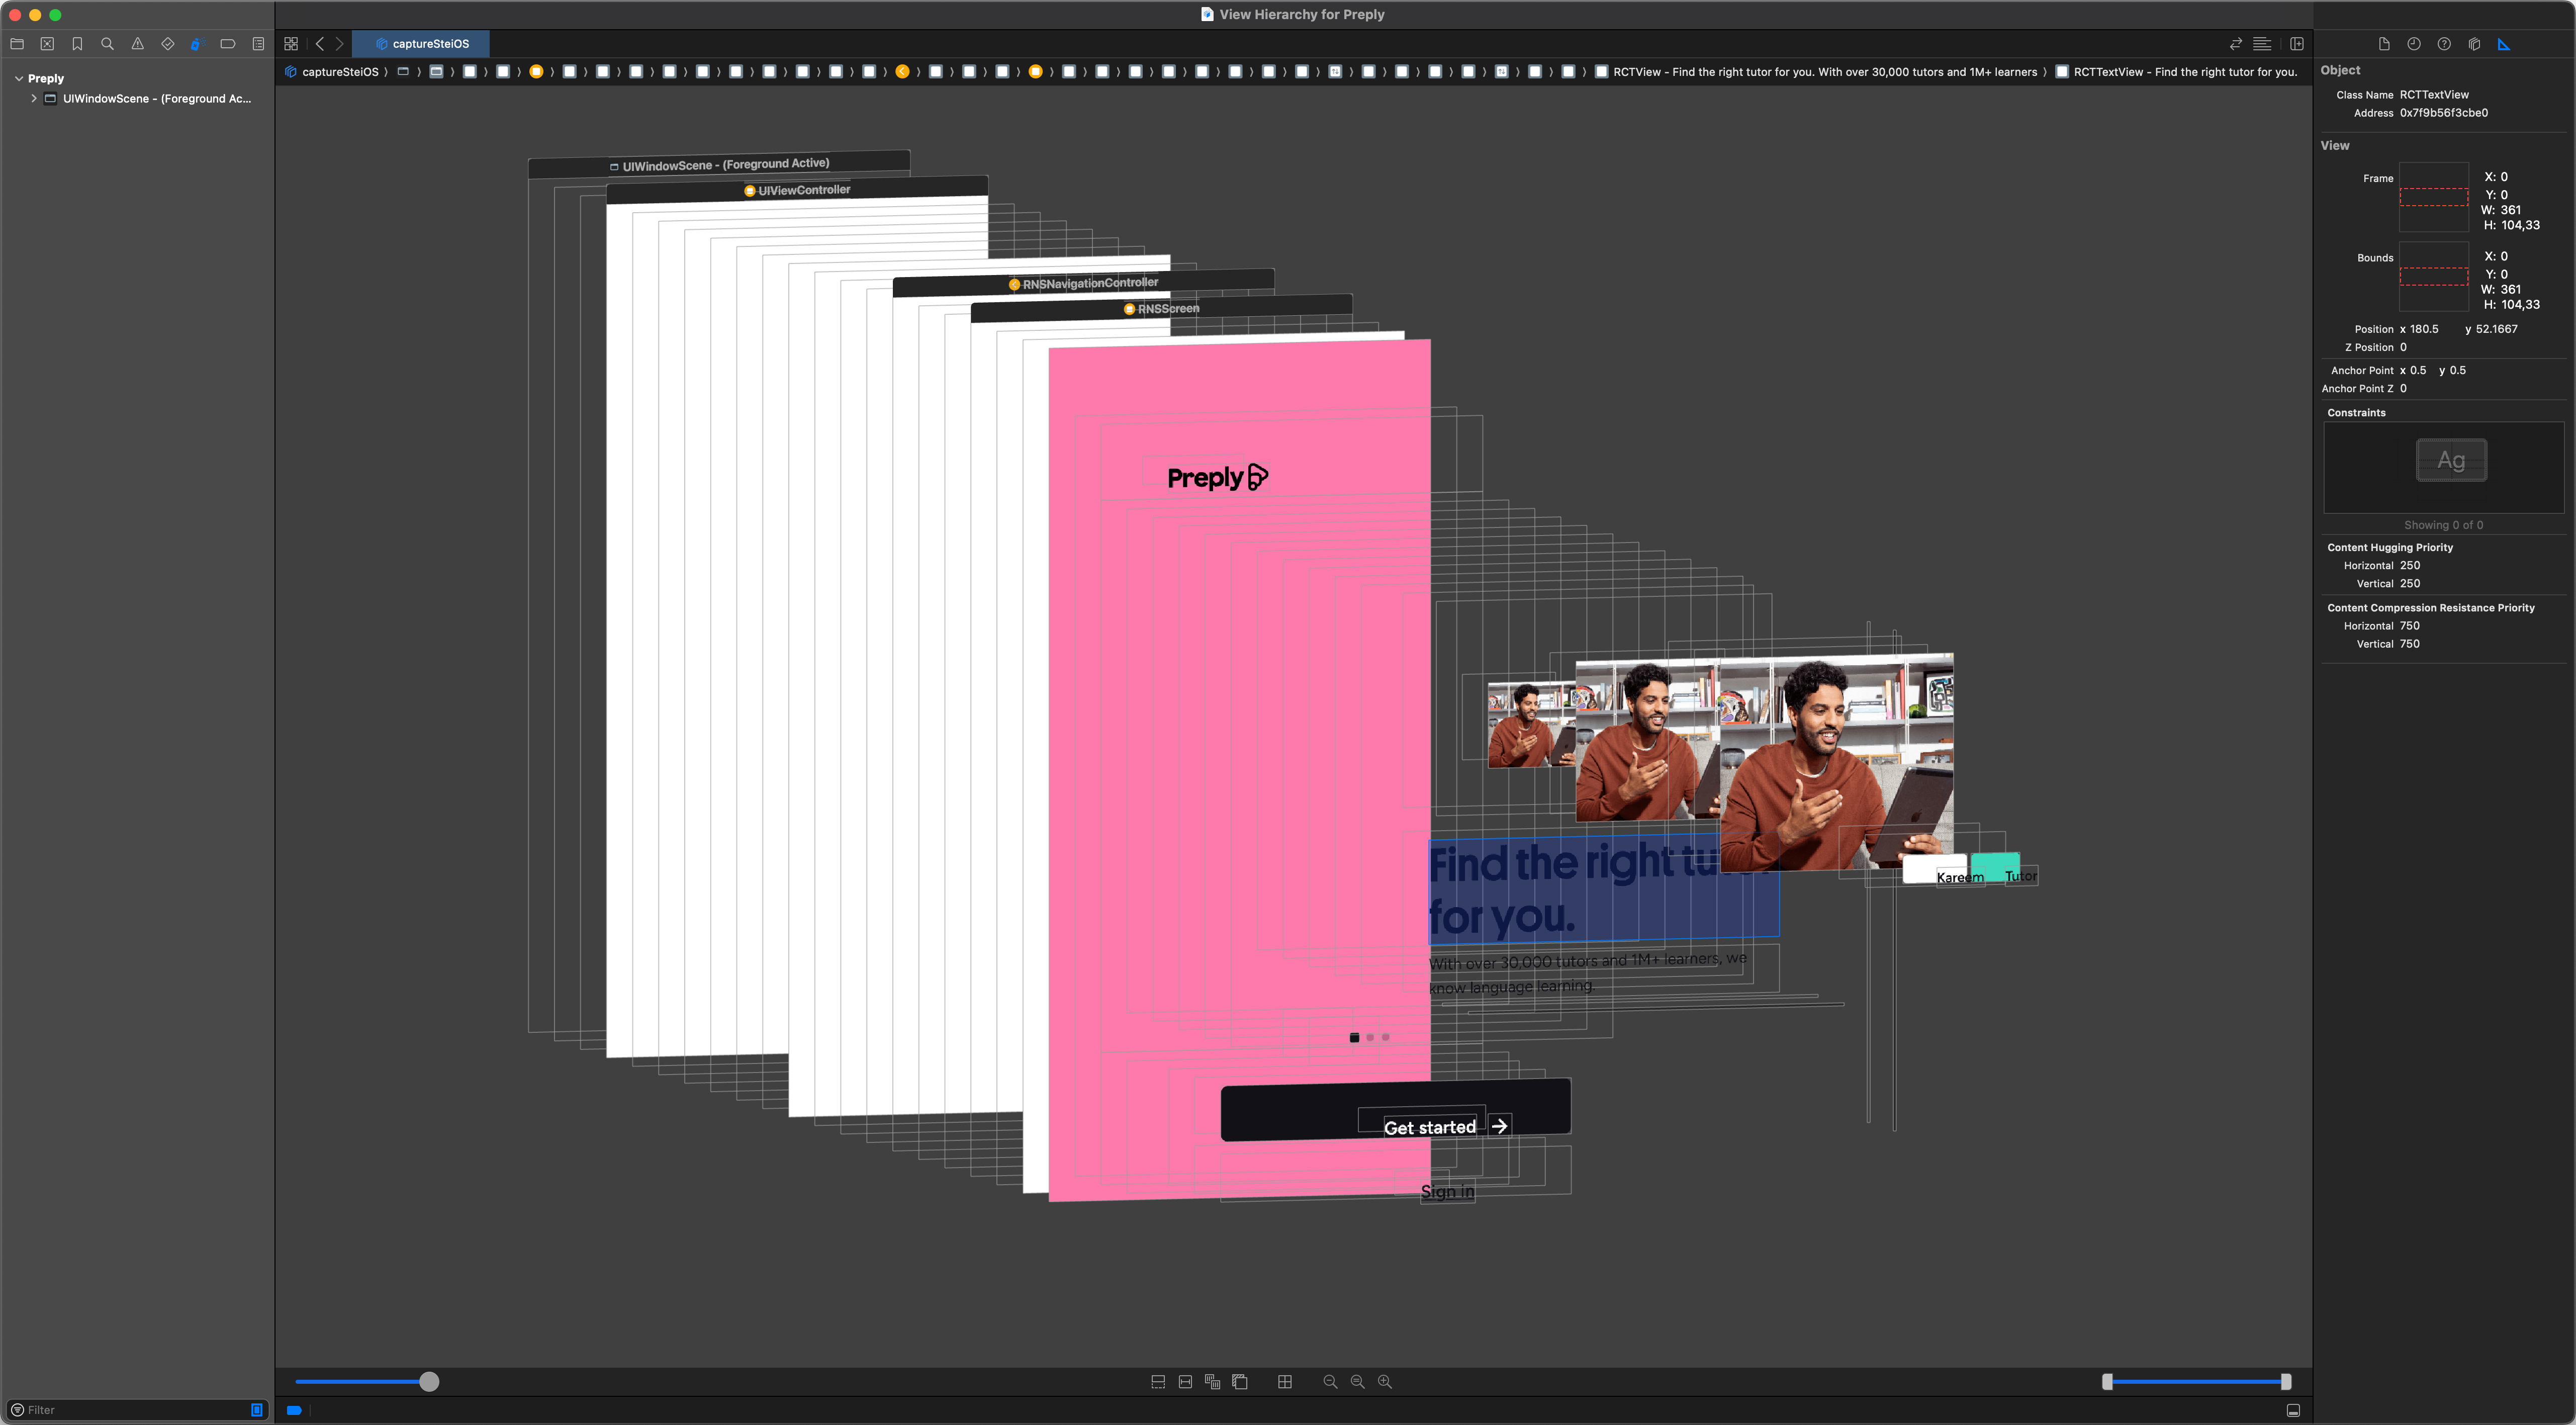 View Hierarchy for Preply
captureSteiOS
Preply
UIWindowScene - (Foreground Ac...
captureSteiOS
RCTView - Find the right tutor for you. With over 30,000 tutors and 1M+ learners
RCTTextView - Find the right tutor for you.
UIWindowScene - (Foreground Active)
UIViewController
RNSNavigationController
RNSScreen
Preply
Find the right tutor
for you.
With over 30,000 tutors and 1M+ learners, we
know language learning.
Kareem
Tutor
Get started
Sign in
Object
Class Name RCTTextView
Address 0x7f9b56f3cbe0
View
Frame
X: 0
Y: 0
W: 361
H: 104,33
Bounds
X: 0
Y: 0
W: 361
H: 104,33
Position x 180.5 y 52.1667
Z Position 0
Anchor Point x 0.5 y 0.5
Anchor Point Z 0
Constraints
Ag
Showing 0 of 0
Content Hugging Priority
Horizontal 250
Vertical 250
Content Compression Resistance Priority
Horizontal 750
Vertical 750
Filter